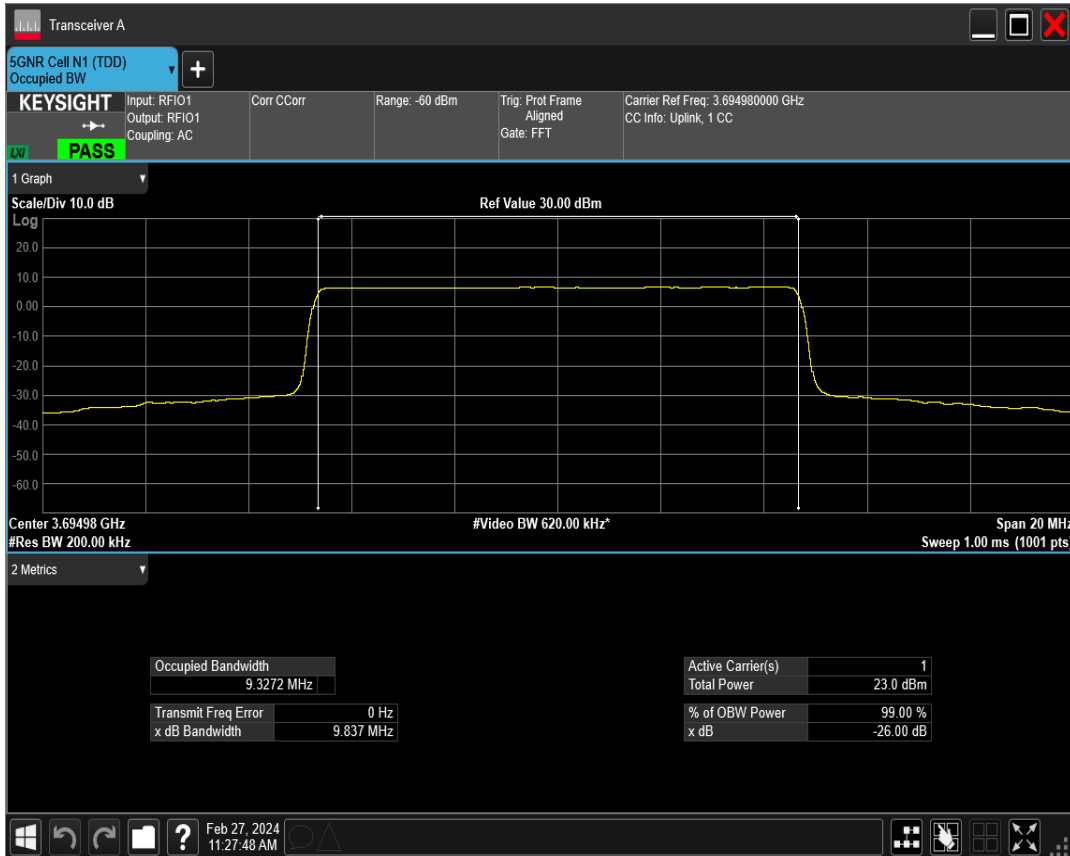 Transceiver A
5GNR Cell N1 (TDD)
Occupied BW
+
KEYSIGHT
LXI
PASS
Input: RFIO1
Output: RFIO1
Coupling: AC
Corr CCorr
Range: -60 dBm
Trig: Prot Frame
Aligned
Gate: FFT
Carrier Ref Freq: 3.694980000 GHz
CC Info: Uplink, 1 CC
1 Graph
Scale/Div 10.0 dB
Ref Value 30.00 dBm
Log
20.0
10.0
0.00
-10.0
-20.0
-30.0
-40.0
-50.0
-60.0
Center 3.69498 GHz
#Video BW 620.00 kHz*
Span 20 MHz
#Res BW 200.00 kHz
Sweep 1.00 ms (1001 pts)
2 Metrics
Occupied Bandwidth
9.3272 MHz
Transmit Freq Error 0 Hz
x dB Bandwidth 9.837 MHz
Active Carrier(s) 1
Total Power 23.0 dBm
% of OBW Power 99.00 %
x dB -26.00 dB
?
Feb 27, 2024
11:27:48 AM